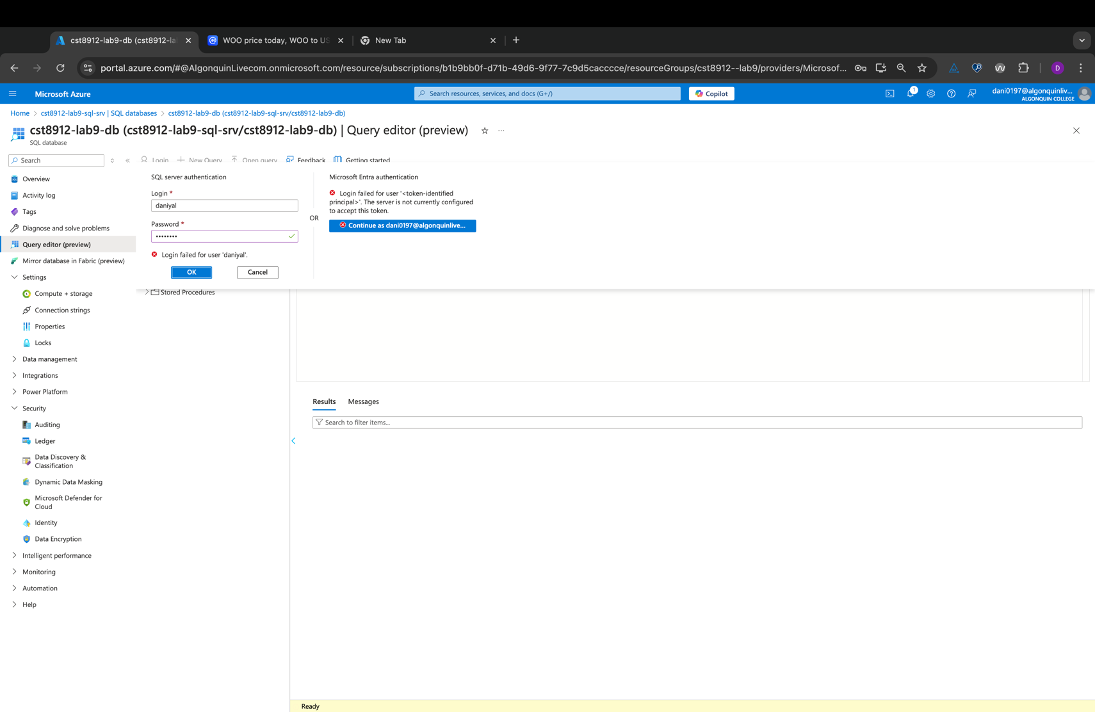 cst8912-lab9-db (cst8912-la
WOO price today, WOO to US
New Tab
portal.azure.com/#@AlgonquinLivecom.onmicrosoft.com/resource/subscriptions/b1b9bb0f-d71b-49d6-9f77-7c9d5cacccce/resourceGroups/cst8912--lab9/providers/Microsof...
D
Microsoft Azure
Search resources, services, and docs (G+/)
Copilot
1
dani0197@algonquinliv...
ALGONQUIN COLLEGE
Home > cst8912-lab9-sql-srv | SQL databases > cst8912-lab9-db (cst8912-lab9-sql-srv/cst8912-lab9-db)
cst8912-lab9-db (cst8912-lab9-sql-srv/cst8912-lab9-db) | Query editor (preview)
SQL database
Search
Login
New Query
Open query
Feedback
Getting started
Overview
Activity log
Tags
Diagnose and solve problems
Query editor (preview)
Mirror database in Fabric (preview)
Settings
Compute + storage
Connection strings
Properties
Locks
Data management
Integrations
Power Platform
Security
Auditing
Ledger
Data Discovery &
Classification
Dynamic Data Masking
Microsoft Defender for
Cloud
Identity
Data Encryption
Intelligent performance
Monitoring
Automation
Help
SQL server authentication
Login *
daniyal
Password *
••••••••
Login failed for user 'daniyal'.
OK
Cancel
OR
Microsoft Entra authentication
Login failed for user '<token-identified
principal>'. The server is not currently configured
to accept this token.
Continue as dani0197@algonquinlive...
Stored Procedures
Results
Messages
Search to filter items...
Ready